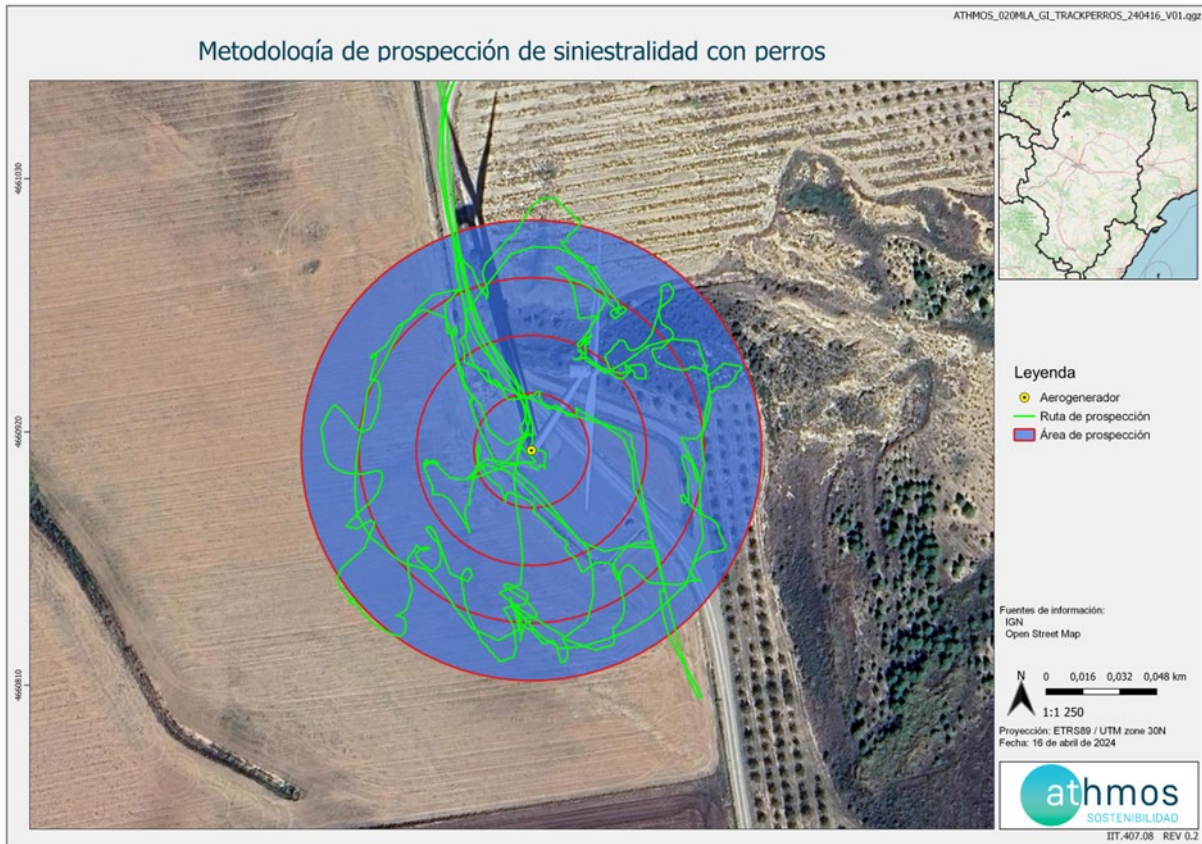 ATHMOS_020MLA_GI_TRACKPERROS_240416_V01.qgz
Metodología de prospección de siniestralidad con perros
4661030
4660920
4660810
Leyenda
Aerogenerador
Ruta de prospección
Área de prospección
Fuentes de información:
IGN
Open Street Map
N
0 0,016 0,032 0,048 km
1:1 250
Proyección: ETRS89 / UTM zone 30N
Fecha: 16 de abril de 2024
athmos
SOSTENIBILIDAD
IIT.407.08 REV 0.2